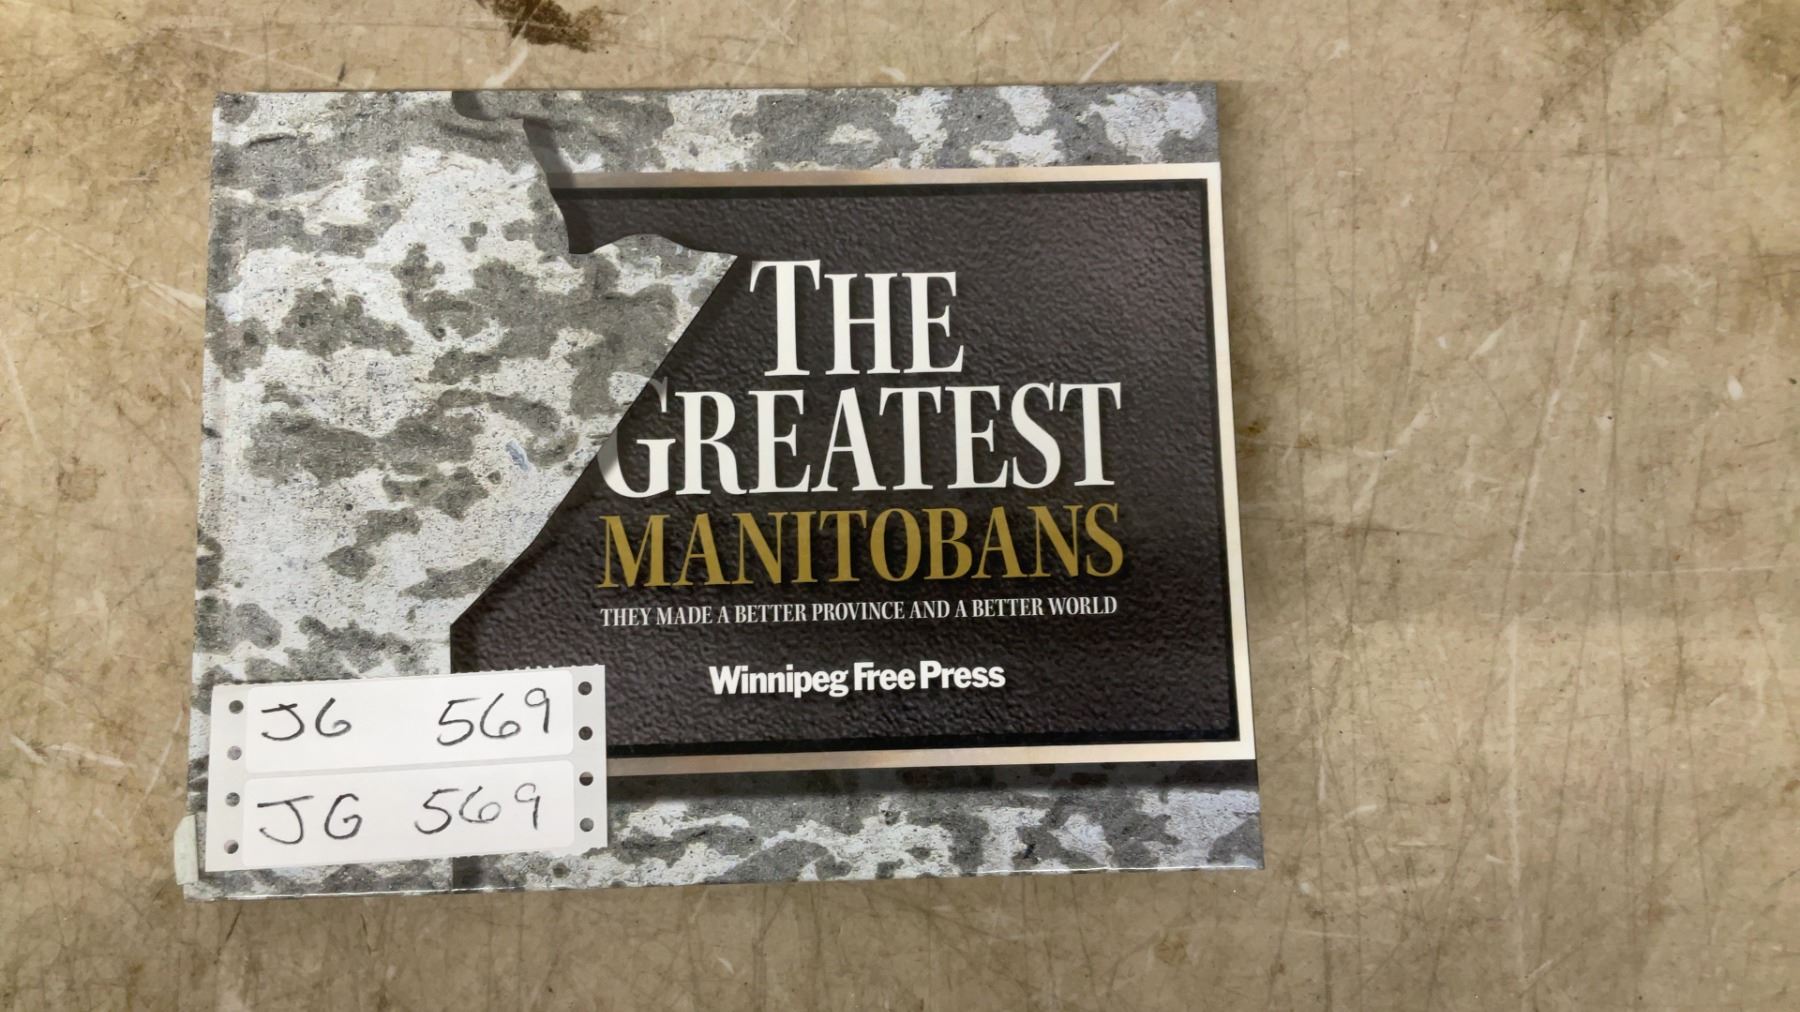 THE
GREATEST
MANITOBANS
THEY MADE A BETTER PROVINCE AND A BETTER WORLD
Winnipeg Free Press
JG 569
JG 569